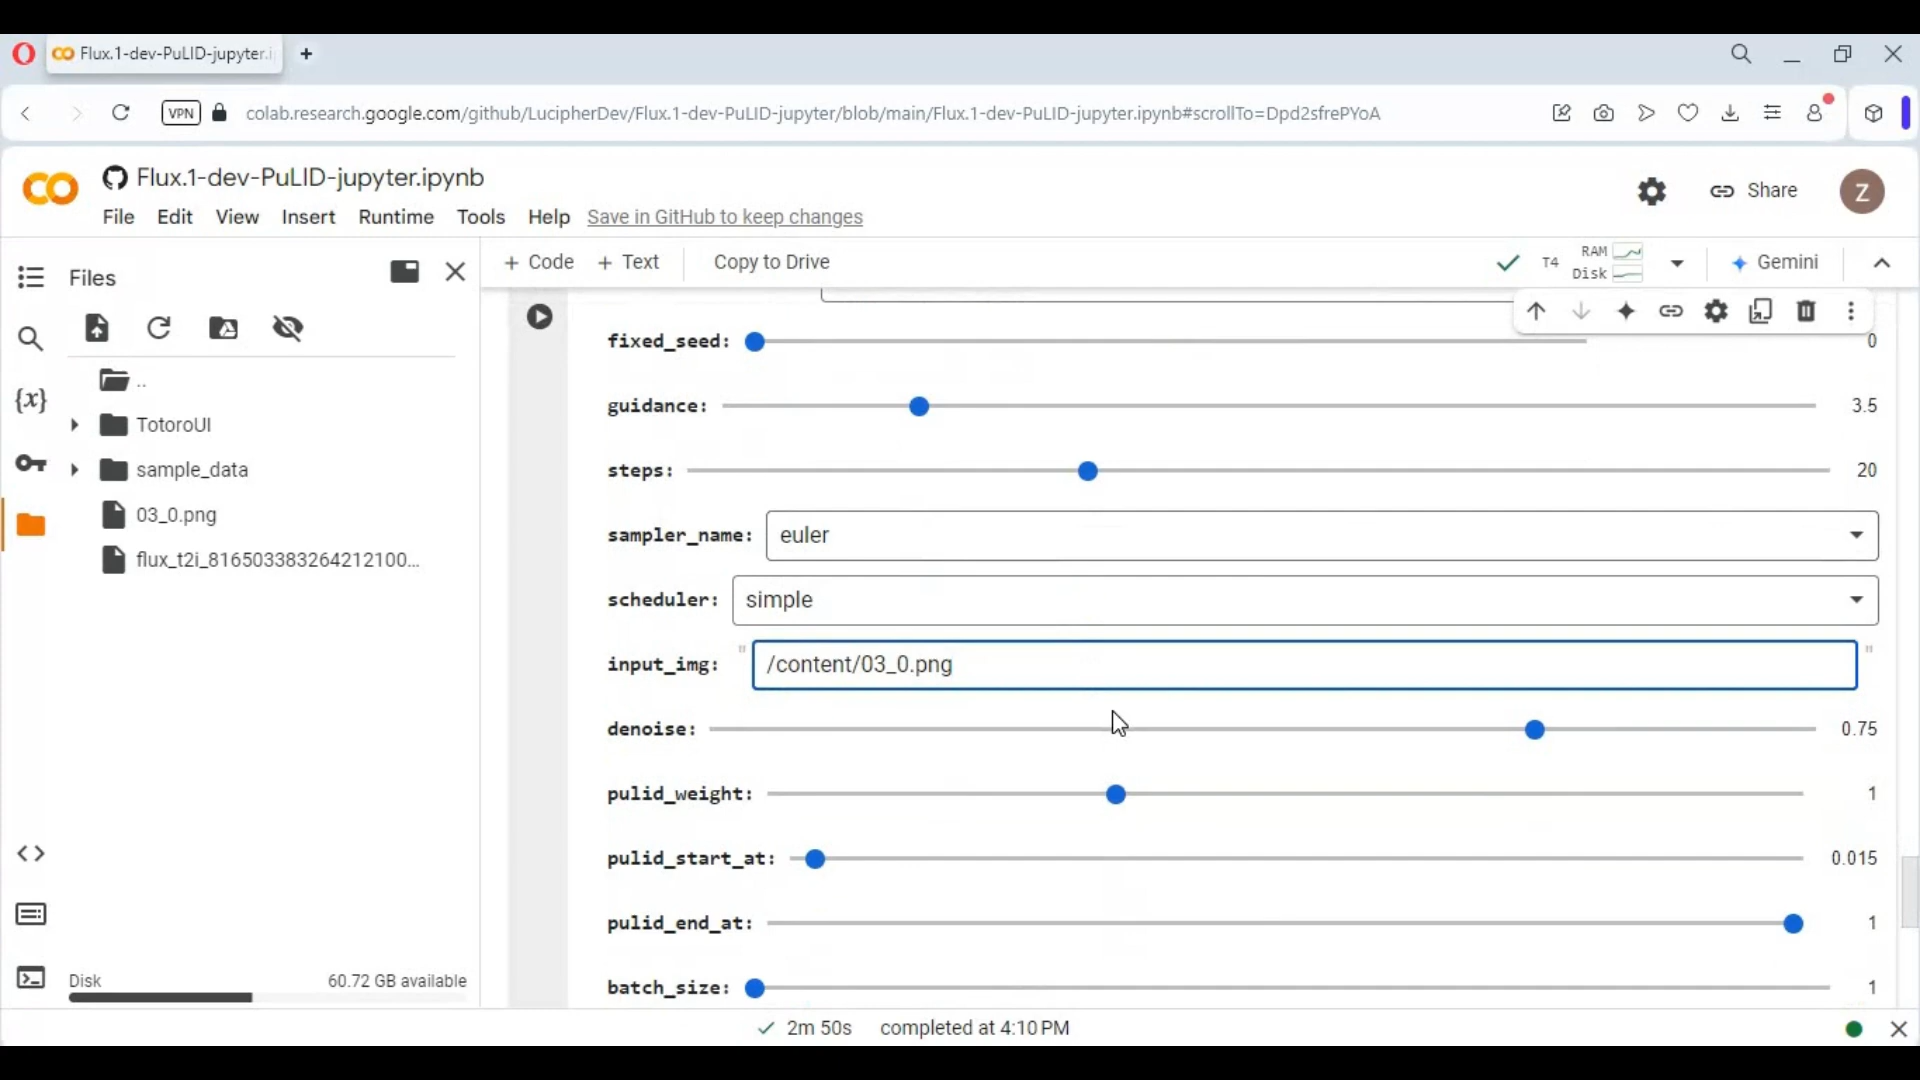 Flux.1-dev-PuLID-jupyter.i
VPN
colab.research.google.com/github/LucipherDev/Flux.1-dev-PuLID-jupyter/blob/main/Flux.1-dev-PuLID-jupyter.ipynb#scrollTo=Dpd2sfrePYoA
Flux.1-dev-PuLID-jupyter.ipynb
Share
Z
File Edit View Insert Runtime Tools Help Save in GitHub to keep changes
Files
+ Code + Text Copy to Drive
T4
RAM
Disk
Gemini
..
TotoroUI
sample_data
03_0.png
flux_t2i_816503383264212100...
{x}
fixed_seed: 0
guidance: 3.5
steps: 20
sampler_name: euler
scheduler: simple
input_img: " /content/03_0.png "
denoise: 0.75
pulid_weight: 1
pulid_start_at: 0.015
pulid_end_at: 1
batch_size: 1
Disk 60.72 GB available
2m 50s completed at 4:10 PM